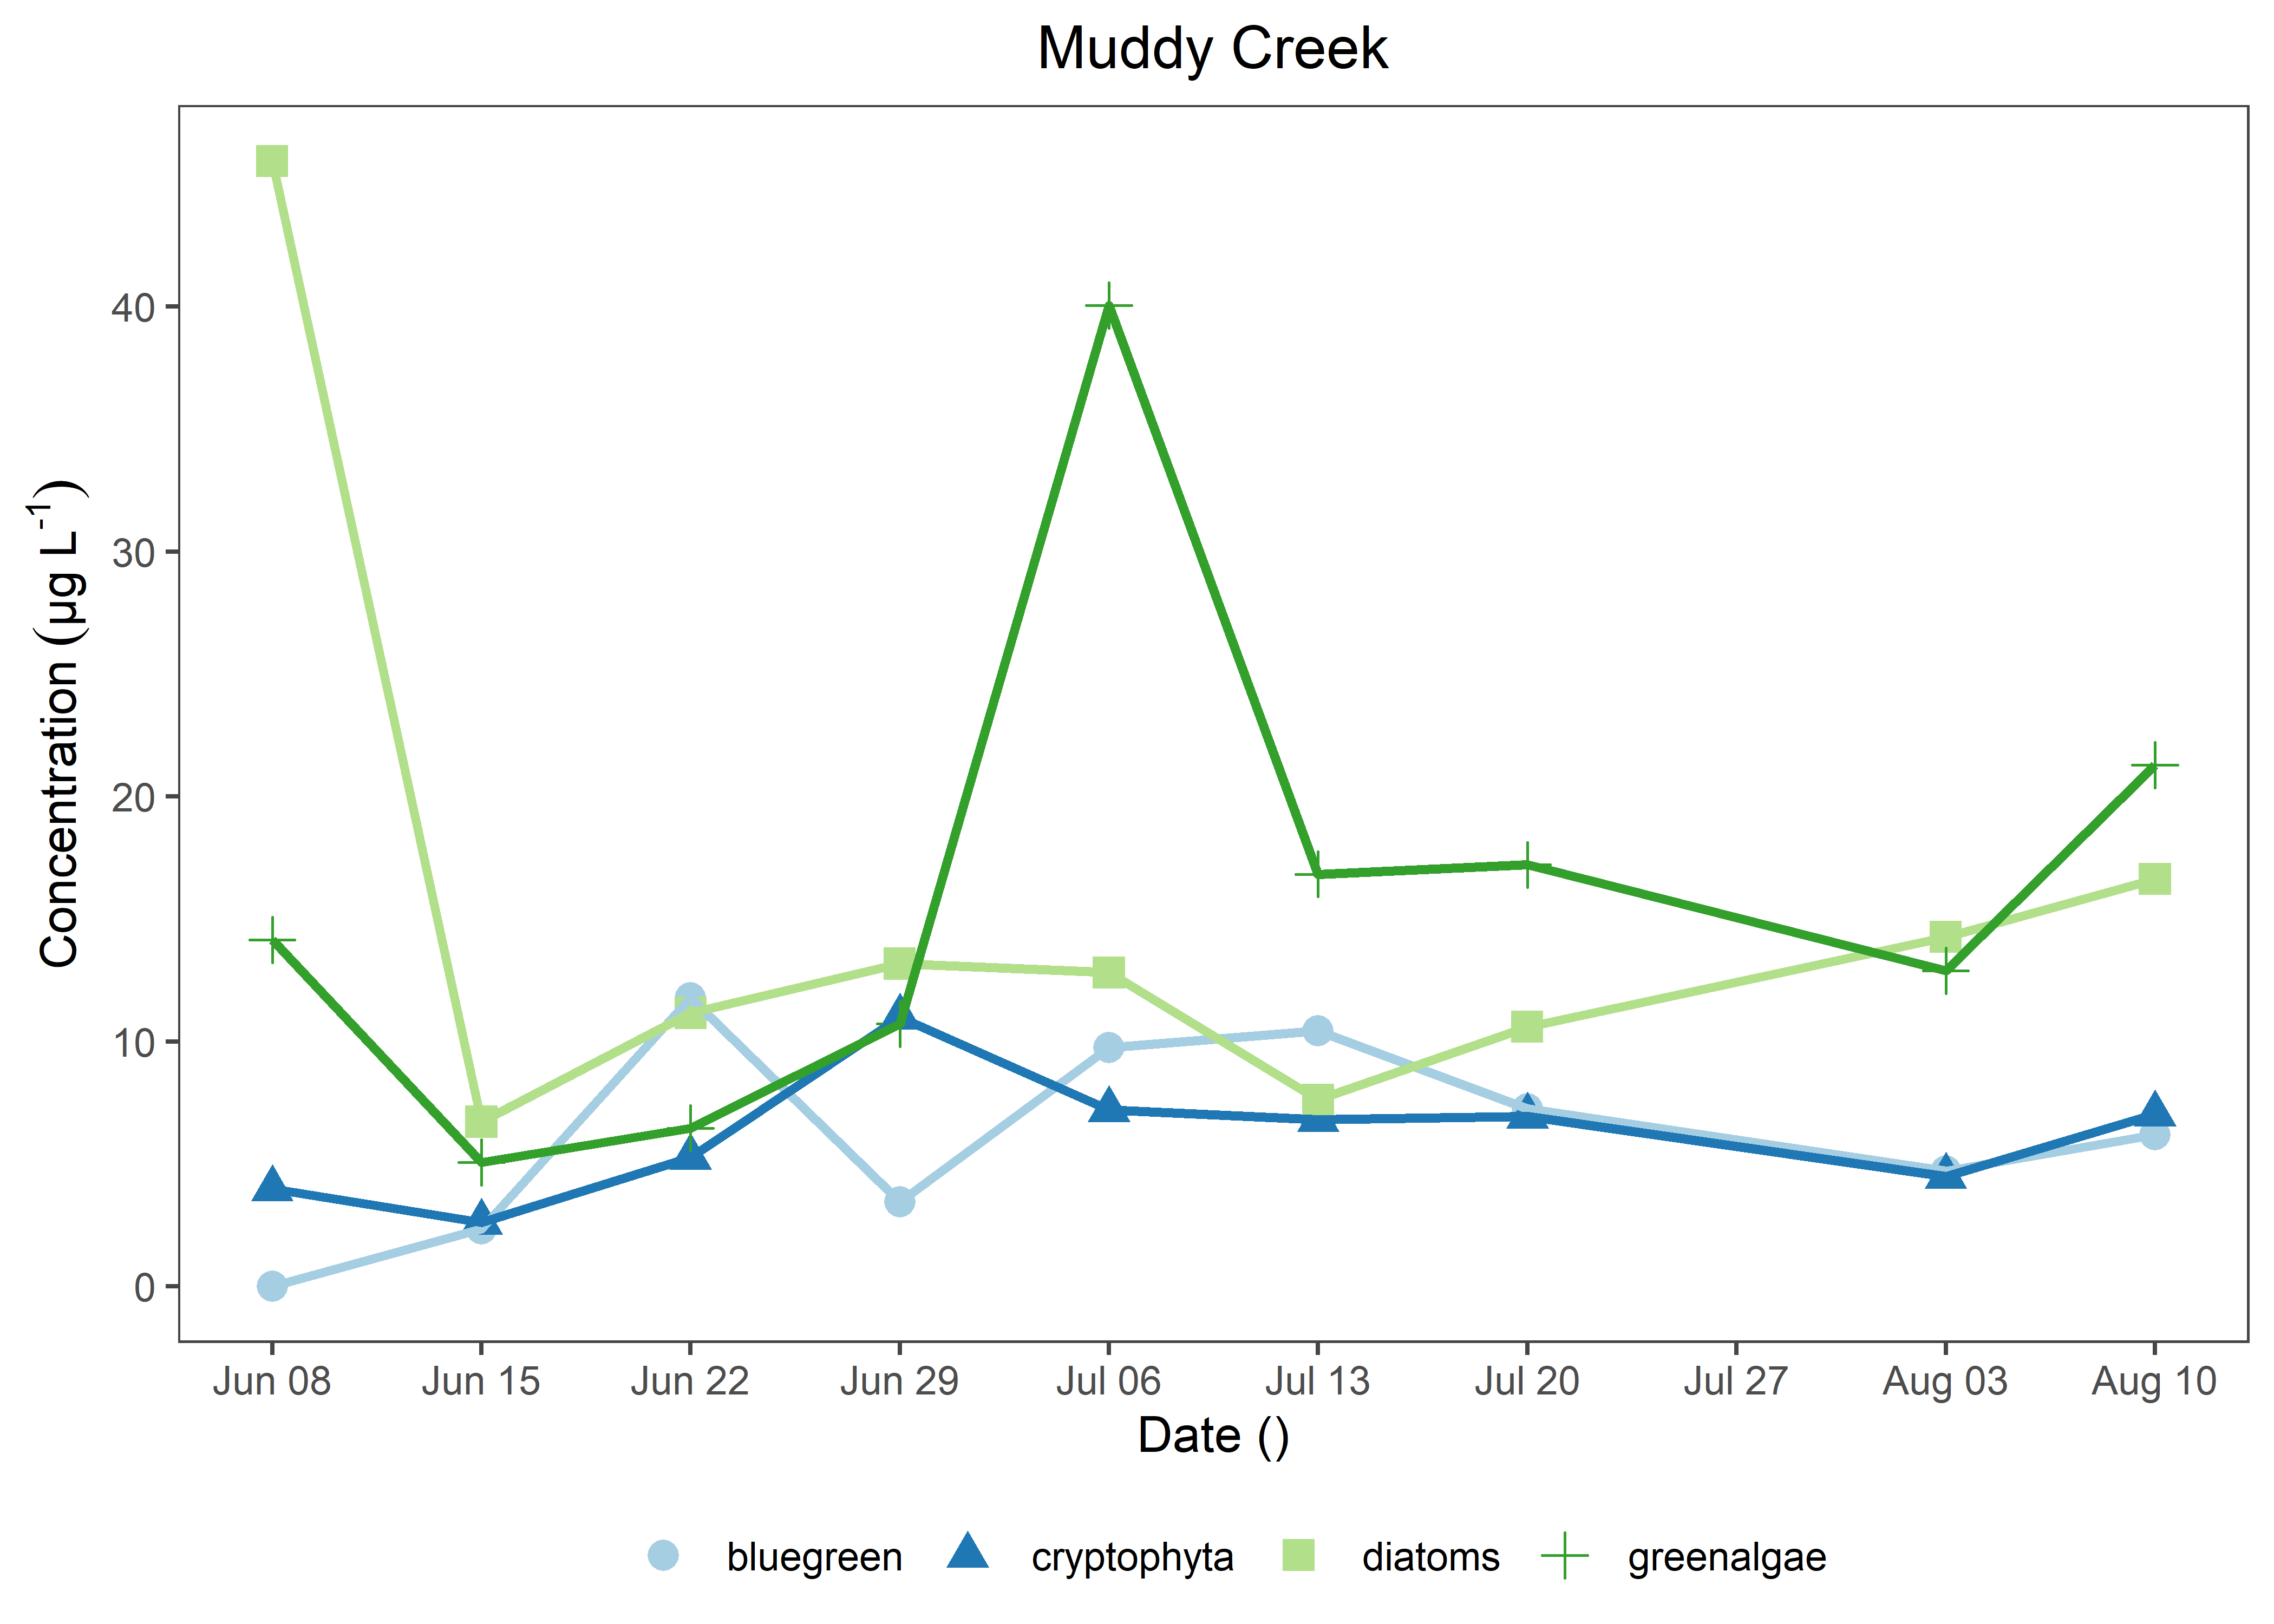 Muddy Creek
Concentration (µg L⁻¹)
40
30
20
10
0
Jun 08 Jun 15 Jun 22 Jun 29 Jul 06 Jul 13 Jul 20 Jul 27 Aug 03 Aug 10
Date ()
bluegreen cryptophyta diatoms greenalgae